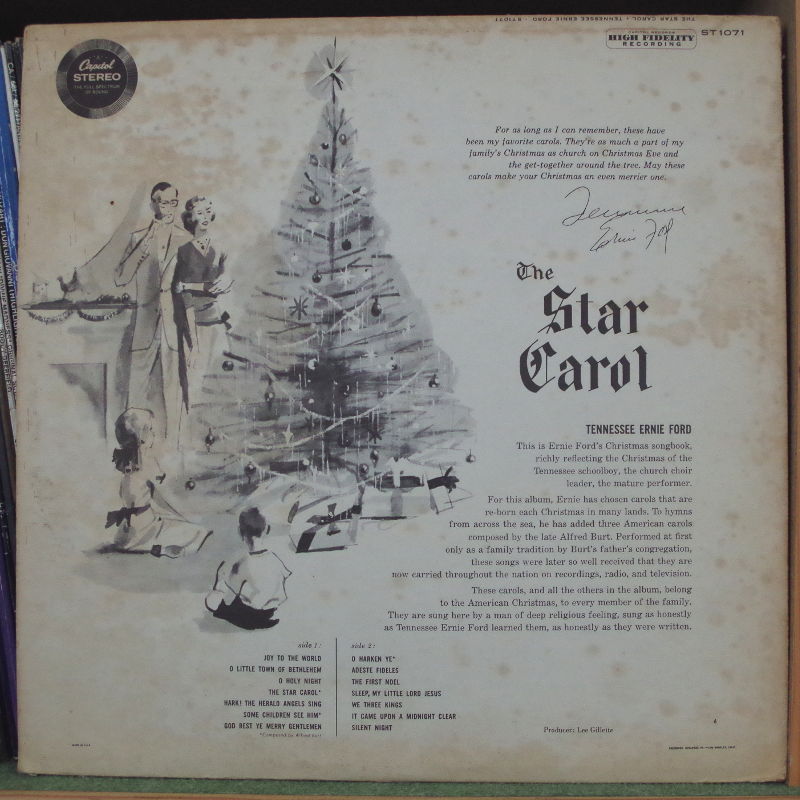 THE STAR CAROL • TENNESSEE ERNIE FORD • ST1071
Capitol
STEREO
THE FULL SPECTRUM
OF SOUND
CAPITOL RECORDS
HIGH FIDELITY
RECORDING
ST1071
For as long as I can remember, these have
been my favorite carols. They're as much a part of my
family's Christmas as church on Christmas Eve and
the get-together around the tree. May these
carols make your Christmas an even merrier one.
Tennessee
Ernie Ford
The
Star
Carol
TENNESSEE ERNIE FORD
This is Ernie Ford's Christmas songbook,
richly reflecting the Christmas of the
Tennessee schoolboy, the church choir
leader, the mature performer.
For this album, Ernie has chosen carols that are
re-born each Christmas in many lands. To hymns
from across the sea, he has added three American carols
composed by the late Alfred Burt. Performed at first
only as a family tradition by Burt's father's congregation,
these songs were later so well received that they are
now carried throughout the nation on recordings, radio, and television.
These carols, and all the others in the album, belong
to the American Christmas, to every member of the family.
They are sung here by a man of deep religious feeling, sung as honestly
as Tennessee Ernie Ford learned them, as honestly as they were written.
side 1:
JOY TO THE WORLD
O LITTLE TOWN OF BETHLEHEM
O HOLY NIGHT
THE STAR CAROL*
HARK! THE HERALD ANGELS SING
SOME CHILDREN SEE HIM*
GOD REST YE MERRY GENTLEMEN
*Composed by Alfred Burt
side 2:
O HARKEN YE*
ADESTE FIDELES
THE FIRST NOEL
SLEEP, MY LITTLE LORD JESUS
WE THREE KINGS
IT CAME UPON A MIDNIGHT CLEAR
SILENT NIGHT
Producer: Lee Gillette
4